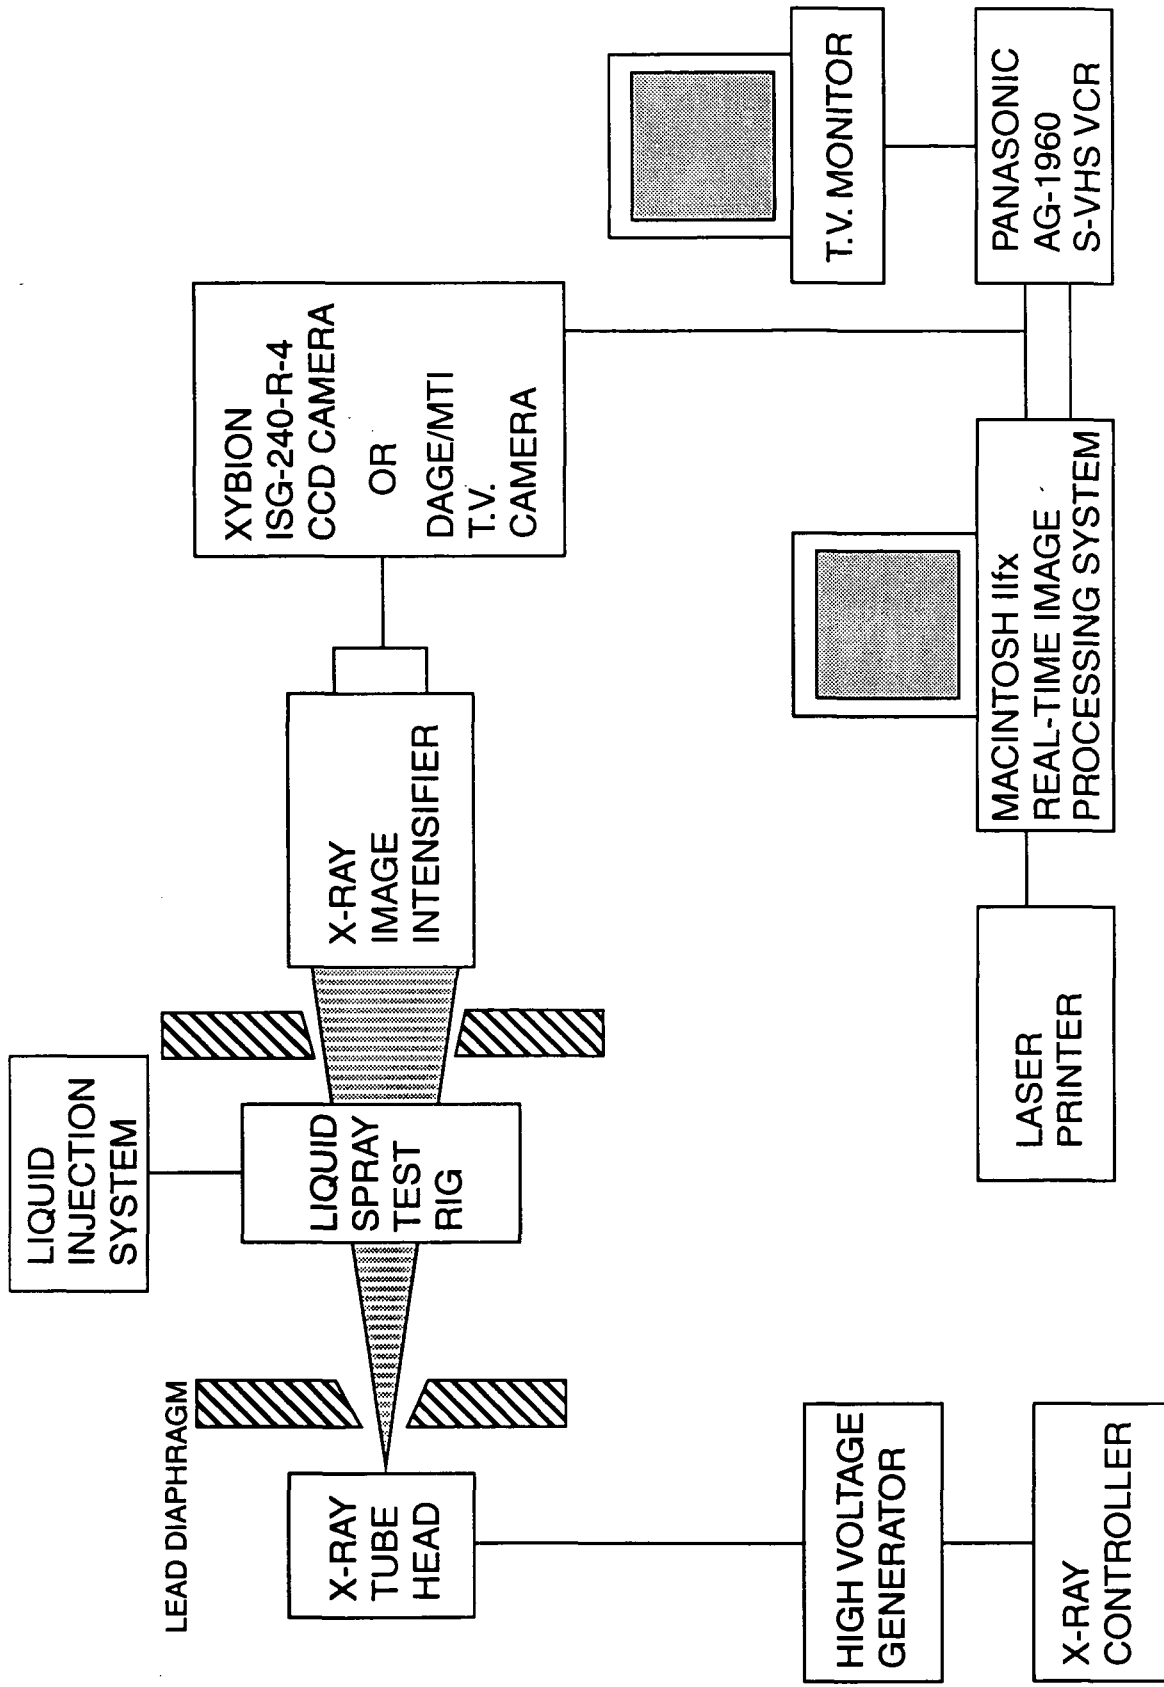 LIQUID
INJECTION
SYSTEM
LEAD DIAPHRAGM
X-RAY
TUBE
HEAD
LIQUID
SPRAY
TEST
RIG
X-RAY
IMAGE
INTENSIFIER
XYBION
ISG-240-R-4
CCD CAMERA
OR
DAGE/MTI
T.V.
CAMERA
HIGH VOLTAGE
GENERATOR
X-RAY
CONTROLLER
LASER
PRINTER
MACINTOSH IIfx
REAL-TIME IMAGE
PROCESSING SYSTEM
T.V. MONITOR
PANASONIC
AG-1960
S-VHS VCR